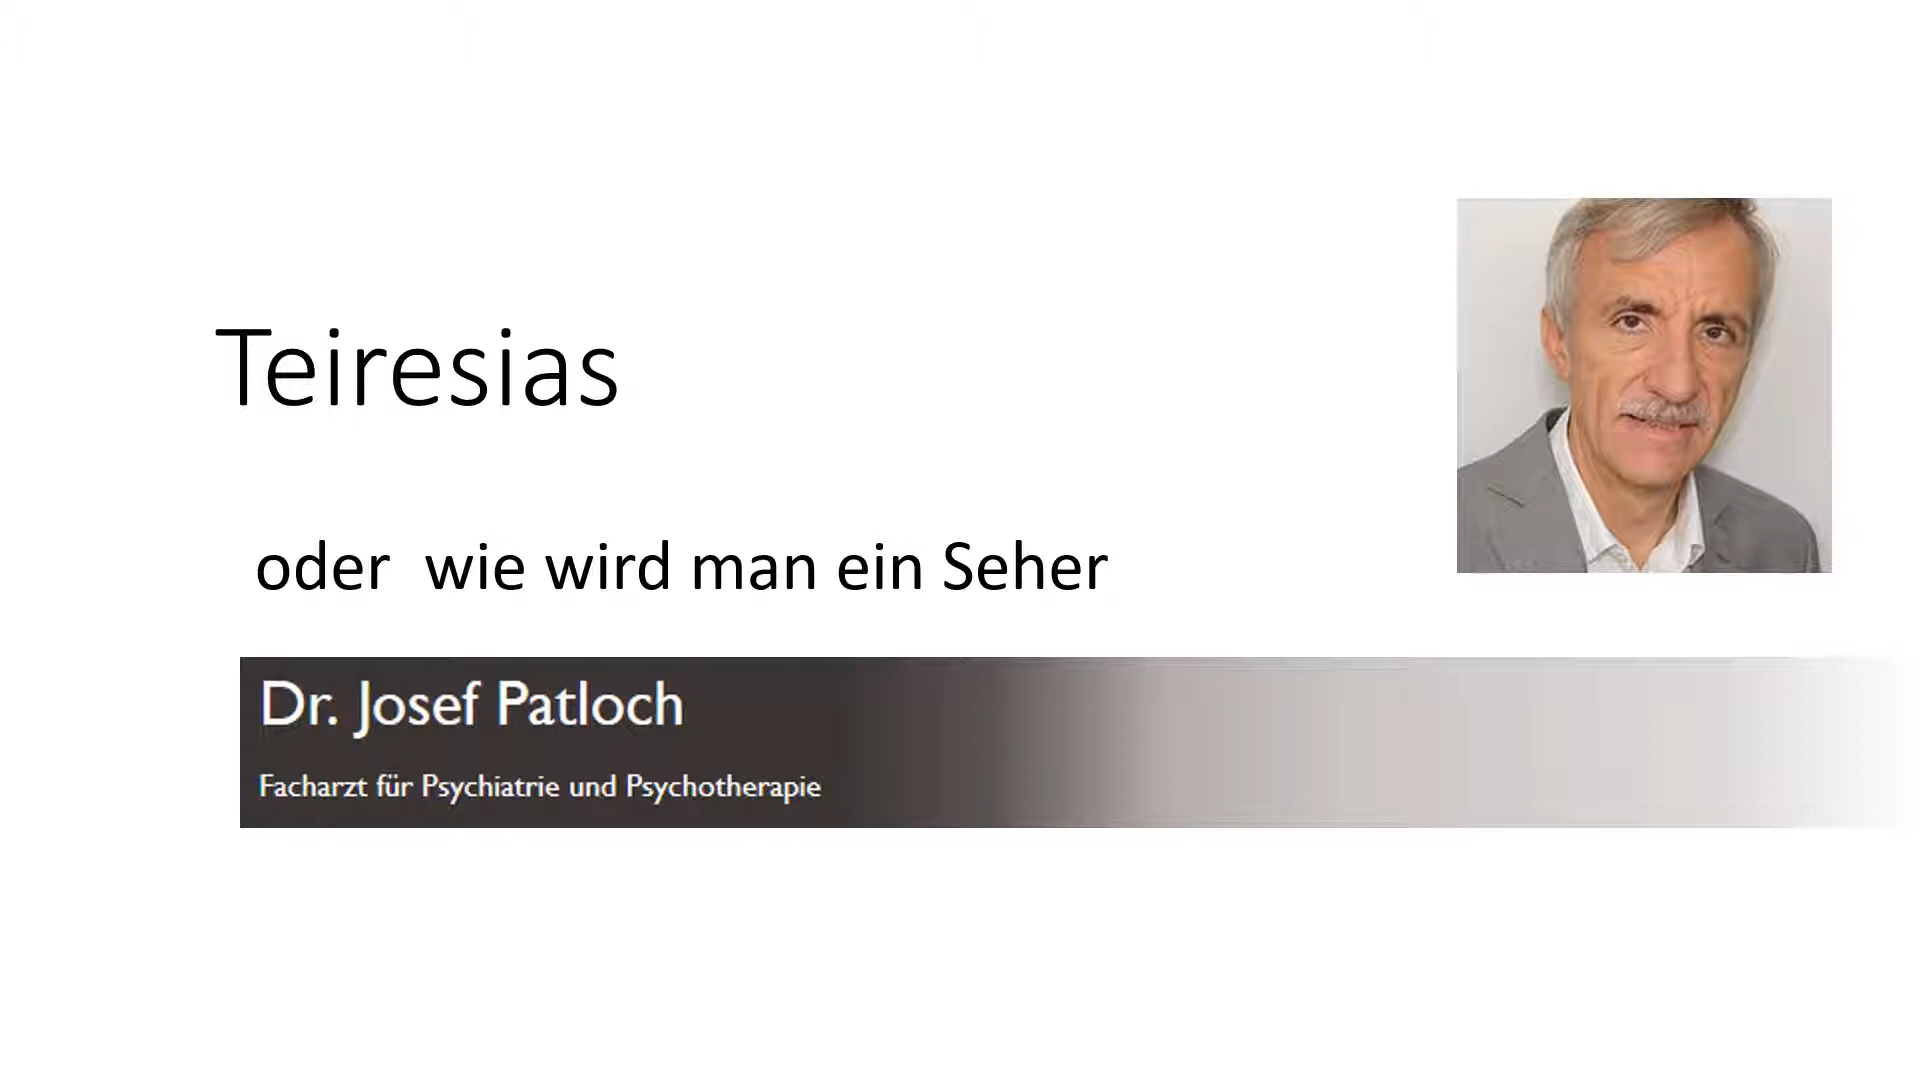 Teiresias
oder wie wird man ein Seher
Dr. Josef Patloch
Facharzt für Psychiatrie und Psychotherapie